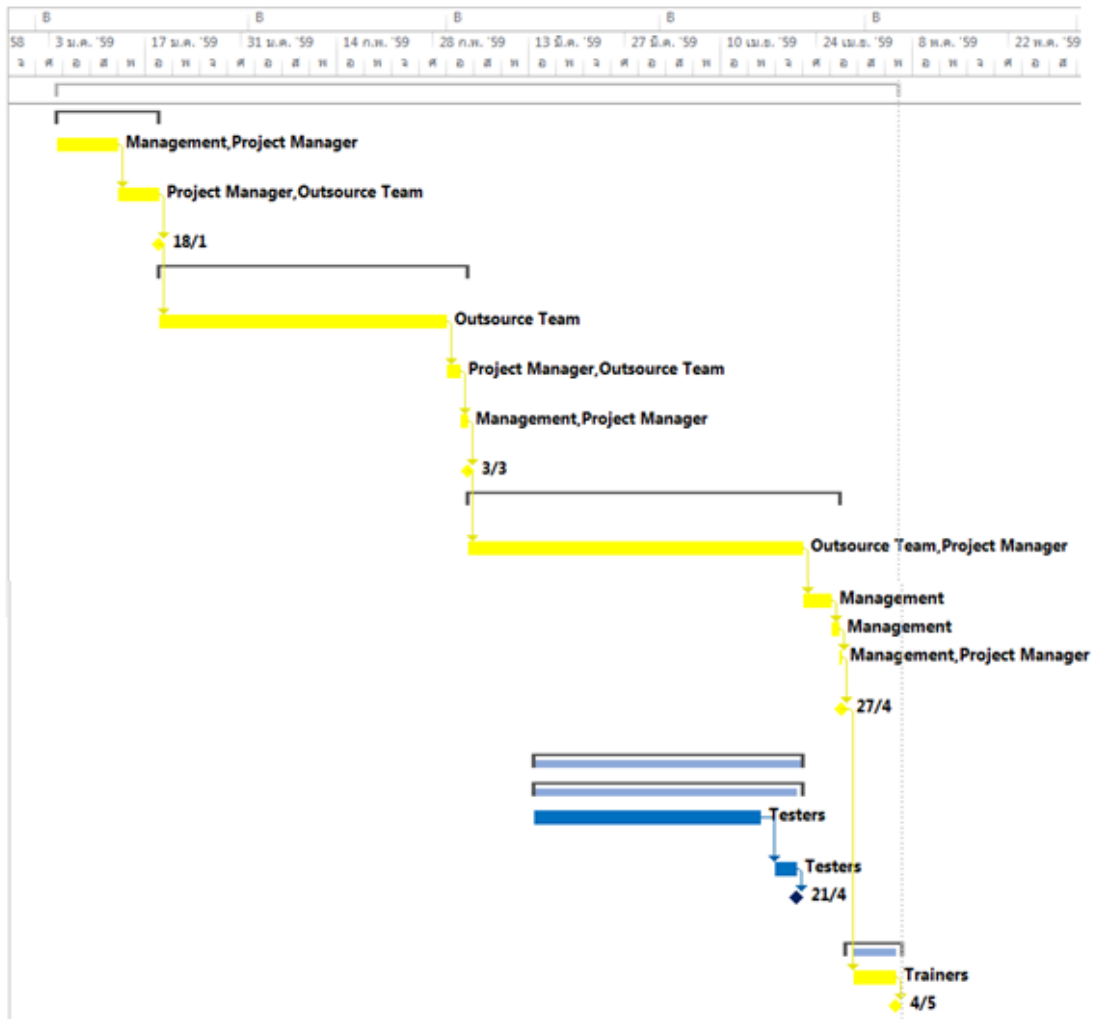 B B B B B
58 3 ม.ค. '59 17 ม.ค. '59 31 ม.ค. '59 14 ก.พ. '59 28 ก.พ. '59 13 มี.ค. '59 27 มี.ค. '59 10 เม.ย. '59 24 เม.ย. '59 8 พ.ค. '59 22 พ.ค. '59
Management,Project Manager
Project Manager,Outsource Team
18/1
Outsource Team
Project Manager,Outsource Team
Management,Project Manager
3/3
Outsource Team,Project Manager
Management
Management
Management,Project Manager
27/4
Testers
Testers
21/4
Trainers
4/5